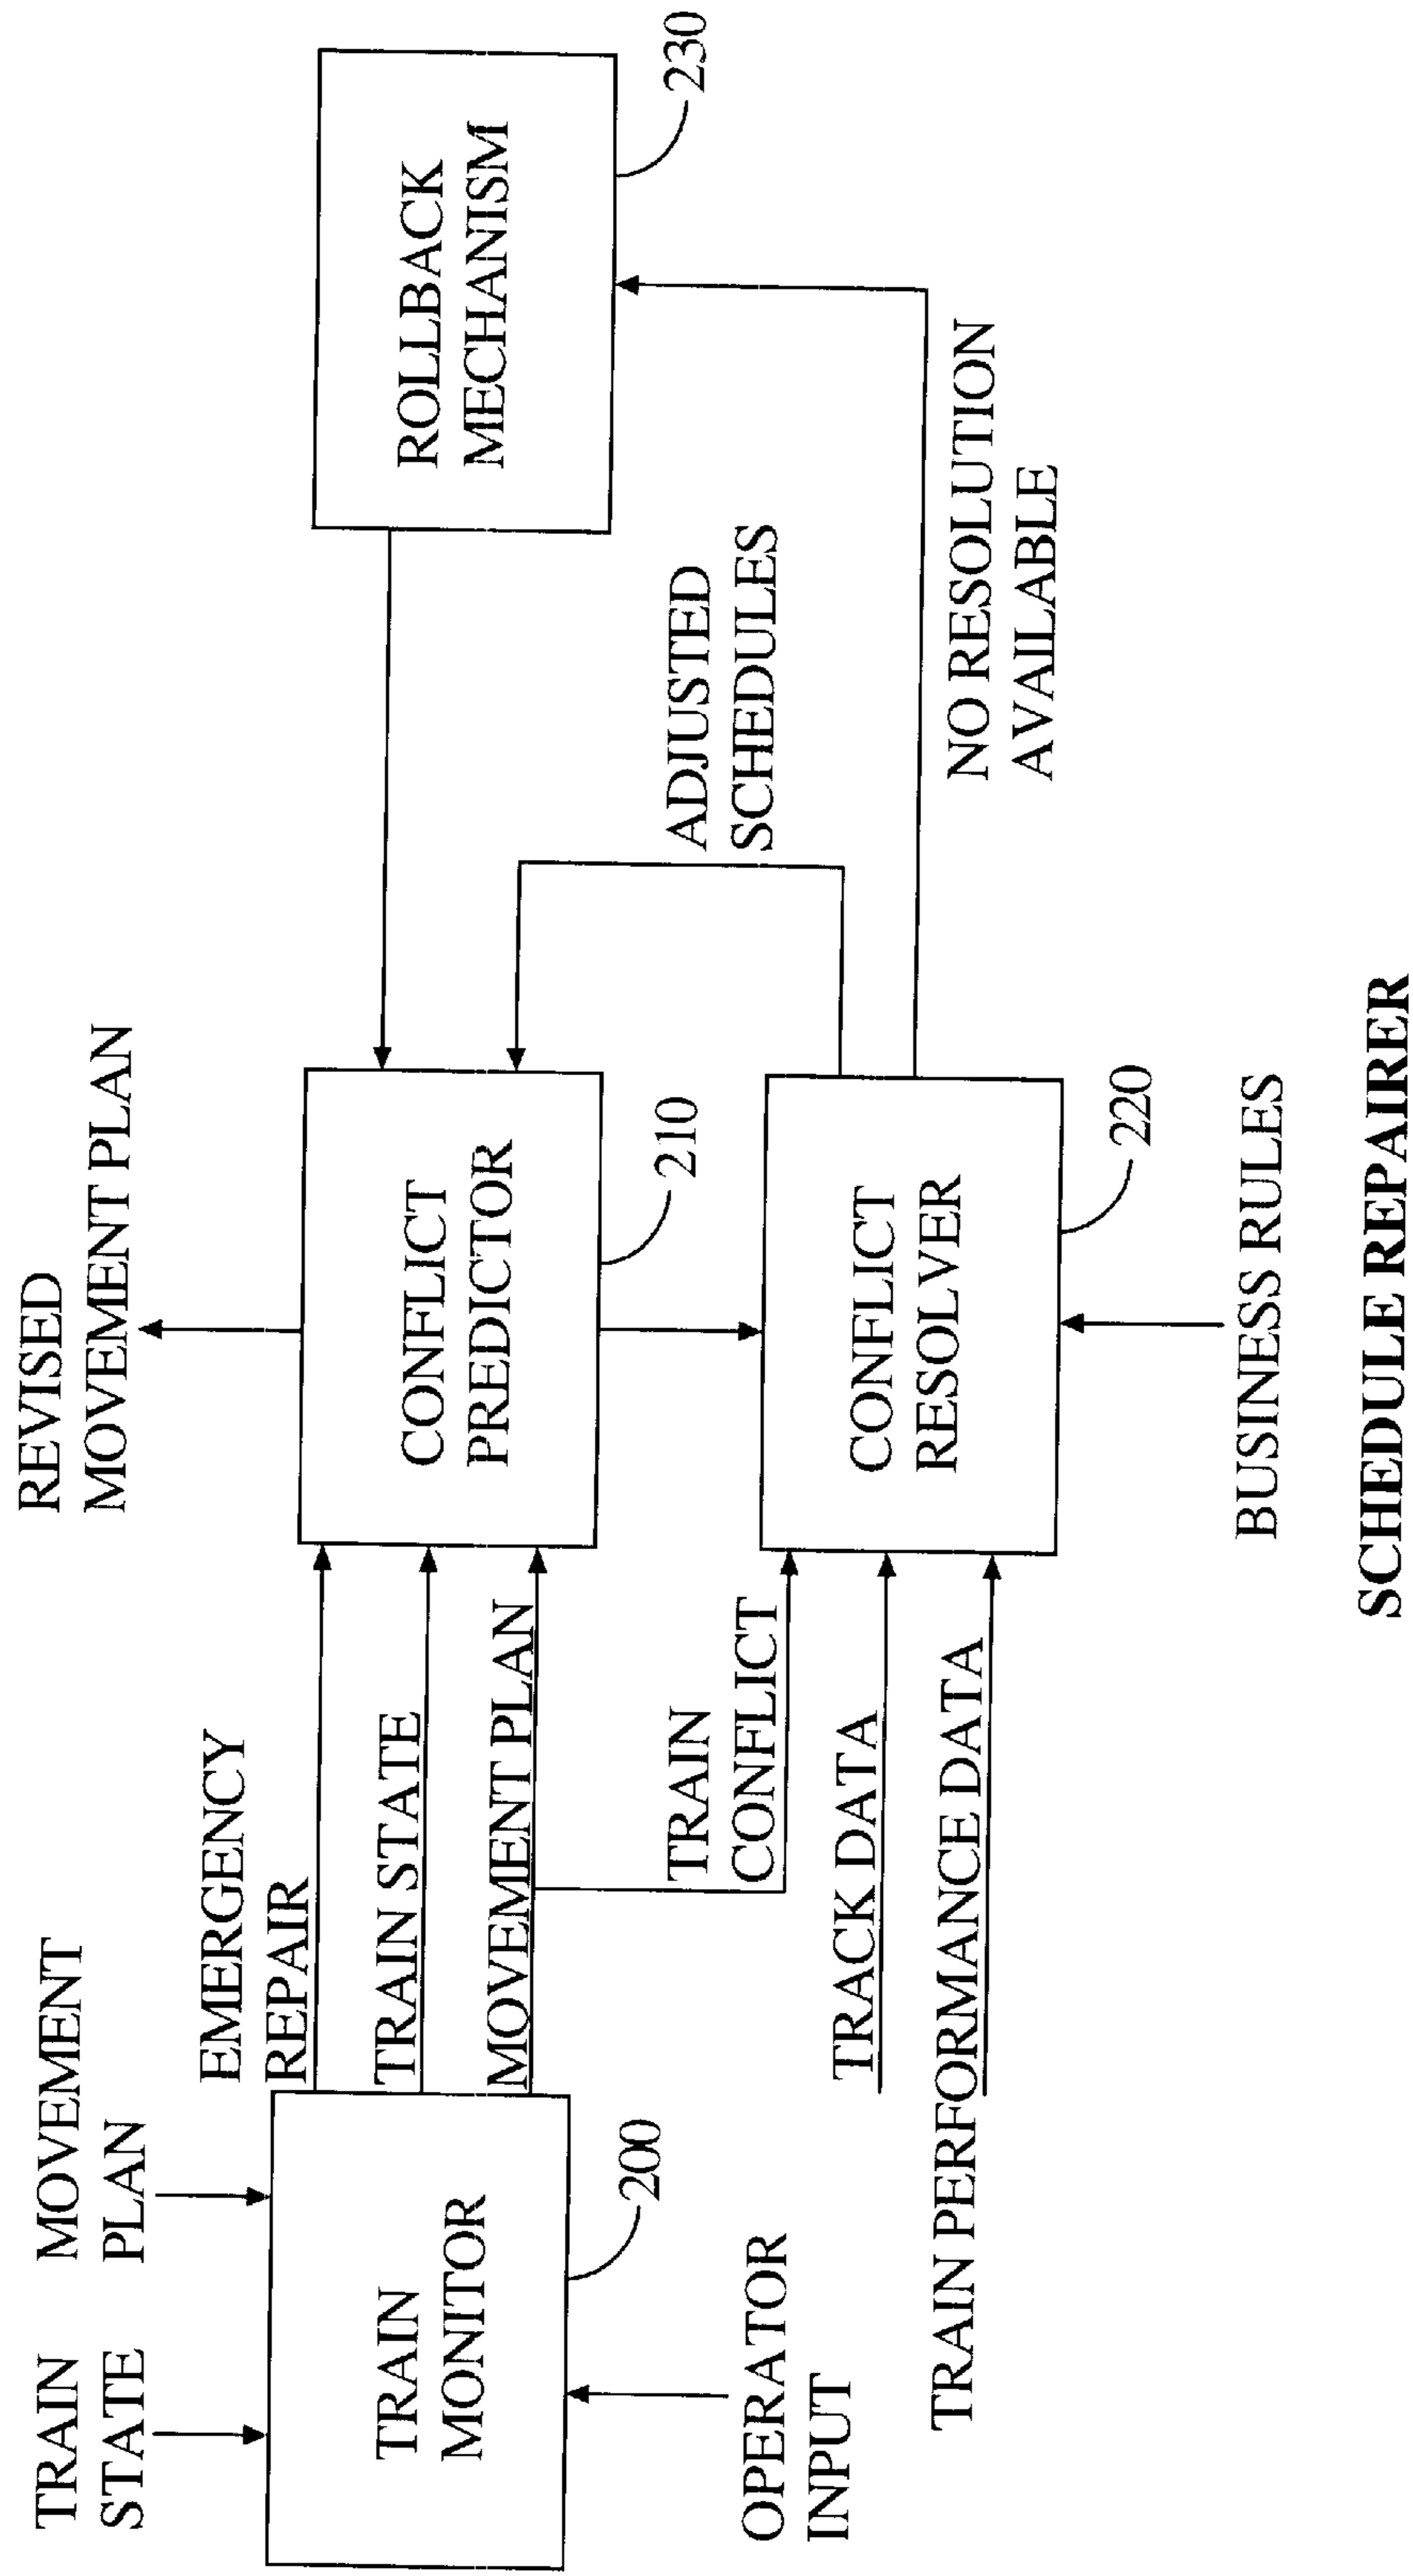 TRAIN
STATE
MOVEMENT
PLAN
TRAIN
MONITOR
200
OPERATOR
INPUT
EMERGENCY
REPAIR
TRAIN STATE
MOVEMENT PLAN
TRAIN
CONFLICT
TRACK DATA
TRAIN PERFORMANCE DATA
REVISED
MOVEMENT PLAN
CONFLICT
PREDICTOR
210
CONFLICT
RESOLVER
220
BUSINESS RULES
ADJUSTED
SCHEDULES
NO RESOLUTION
AVAILABLE
ROLLBACK
MECHANISM
230
SCHEDULE REPAIRER